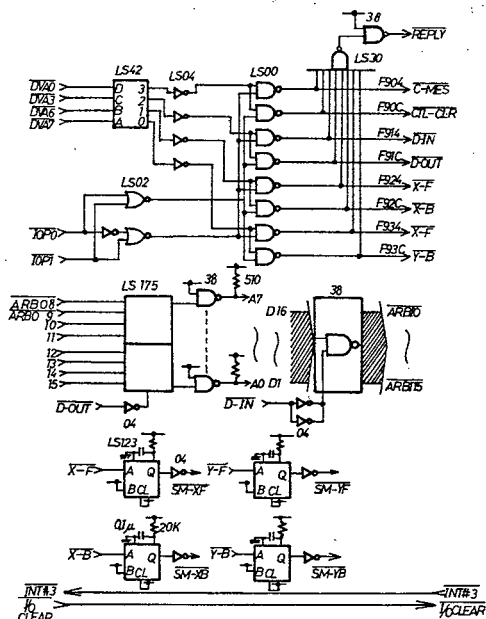 38
REPLY
LS30
LS42
LS04
LS00
DVA0
DVA3
DVA6
DVA7
D 3
C 2
B 1
A 0
F904
C-MES
F90C
CTL-CLR
F914
D-IN
F91C
D-OUT
F924
X-F
F92C
X-B
F934
X-F
F93C
Y-B
LS02
IOP0
IOP1
LS 175
38
510
38
ARB08
ARB0 9
10
11
12
13
14
15
A7
A0
D16
D1
ARB10
ARB15
D-OUT
04
D-IN
04
LS123
04
X-F
A Q
B CL
SM-XF
Y-F
A Q
B CL
SM-YF
0.1μ
20K
X-B
A Q
B CL
SM-XB
Y-B
A Q
B CL
SM-YB
INT#3
INT#3
I/O
CLEAR
I/O CLEAR